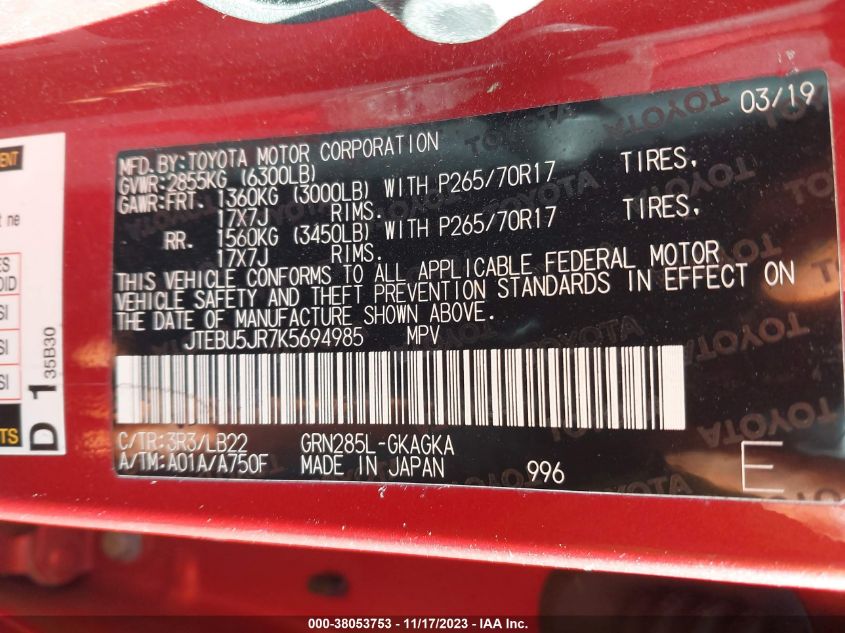 03/19
MFD. BY: TOYOTA MOTOR CORPORATION
GVWR: 2855KG (6300LB)
GAWR: FRT. 1360KG (3000LB) WITH P265/70R17 TIRES,
17X7J RIMS.
RR. 1560KG (3450LB) WITH P265/70R17 TIRES,
17X7J RIMS.
THIS VEHICLE CONFORMS TO ALL APPLICABLE FEDERAL MOTOR
VEHICLE SAFETY AND THEFT PREVENTION STANDARDS IN EFFECT ON
THE DATE OF MANUFACTURE SHOWN ABOVE.
JTEBU5JR7K5694985 MPV
C/TR: 3R3/LB22 GRN285L-GKAGKA
A/TM: A01A/A750F MADE IN JAPAN 996 E
D 1 35B30
000-38053753 - 11/17/2023 - IAA Inc.